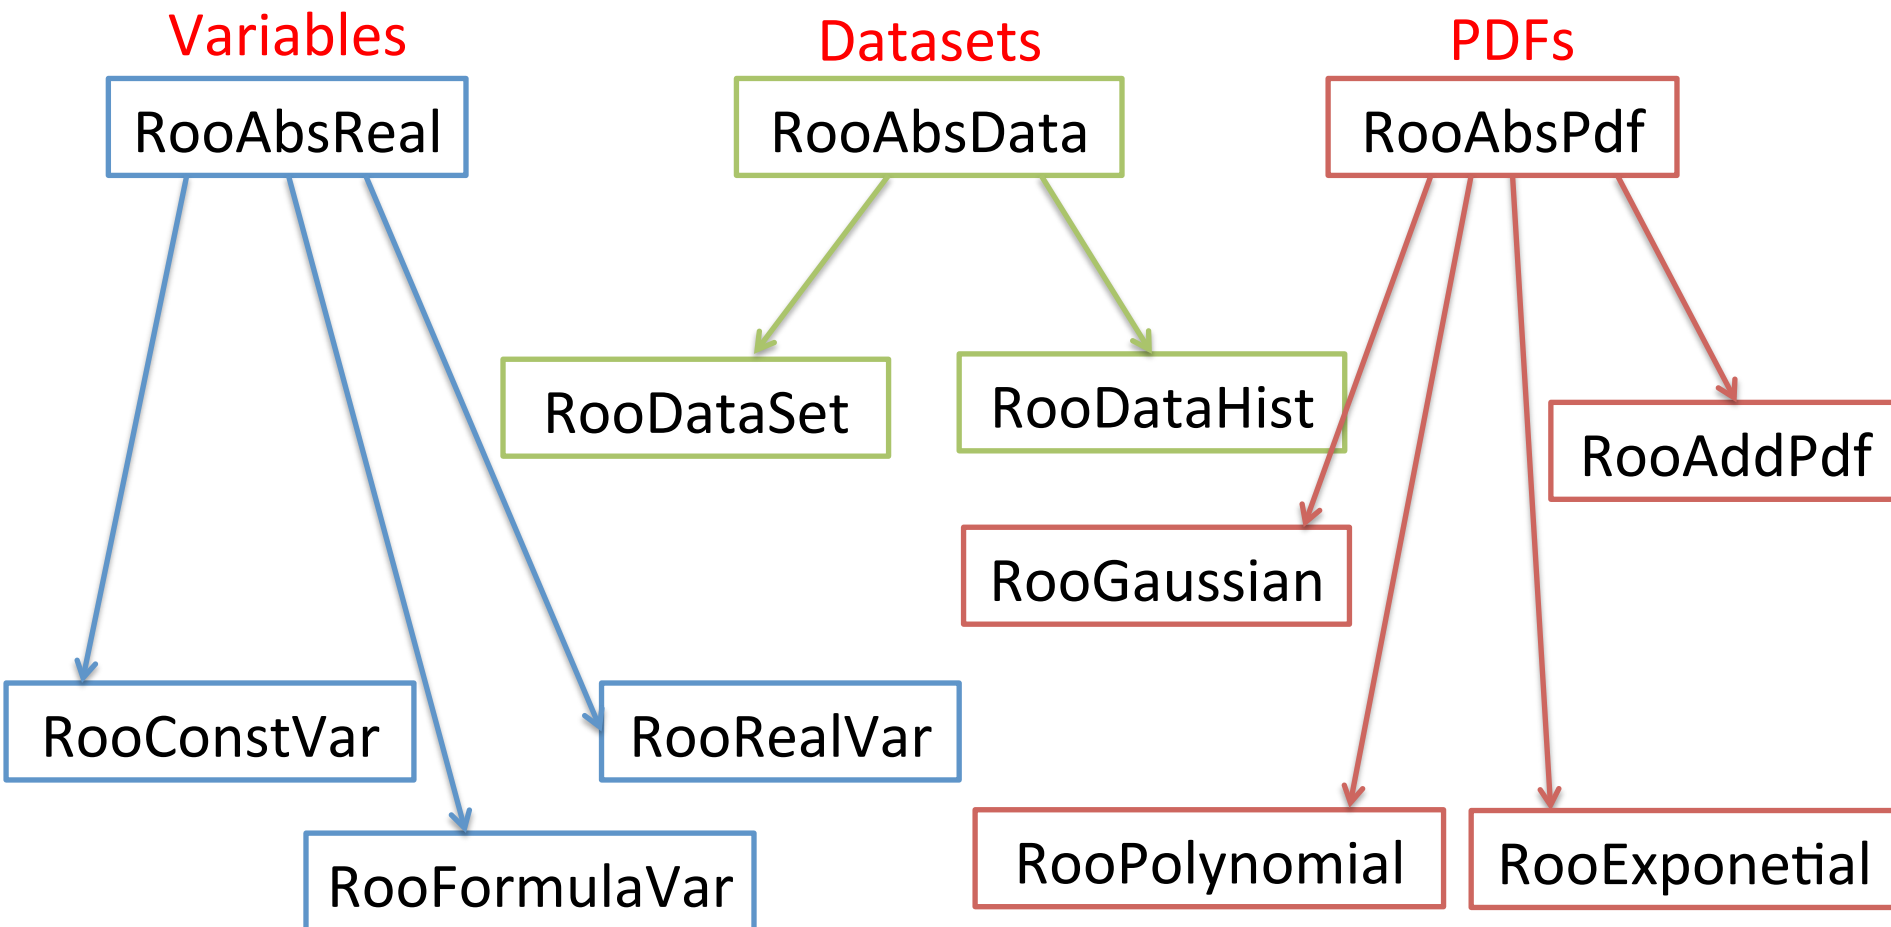 Variables
Datasets
PDFs
RooAbsReal
RooAbsData
RooAbsPdf
RooDataSet
RooDataHist
RooAddPdf
RooGaussian
RooConstVar
RooRealVar
RooFormulaVar
RooPolynomial
RooExponetial